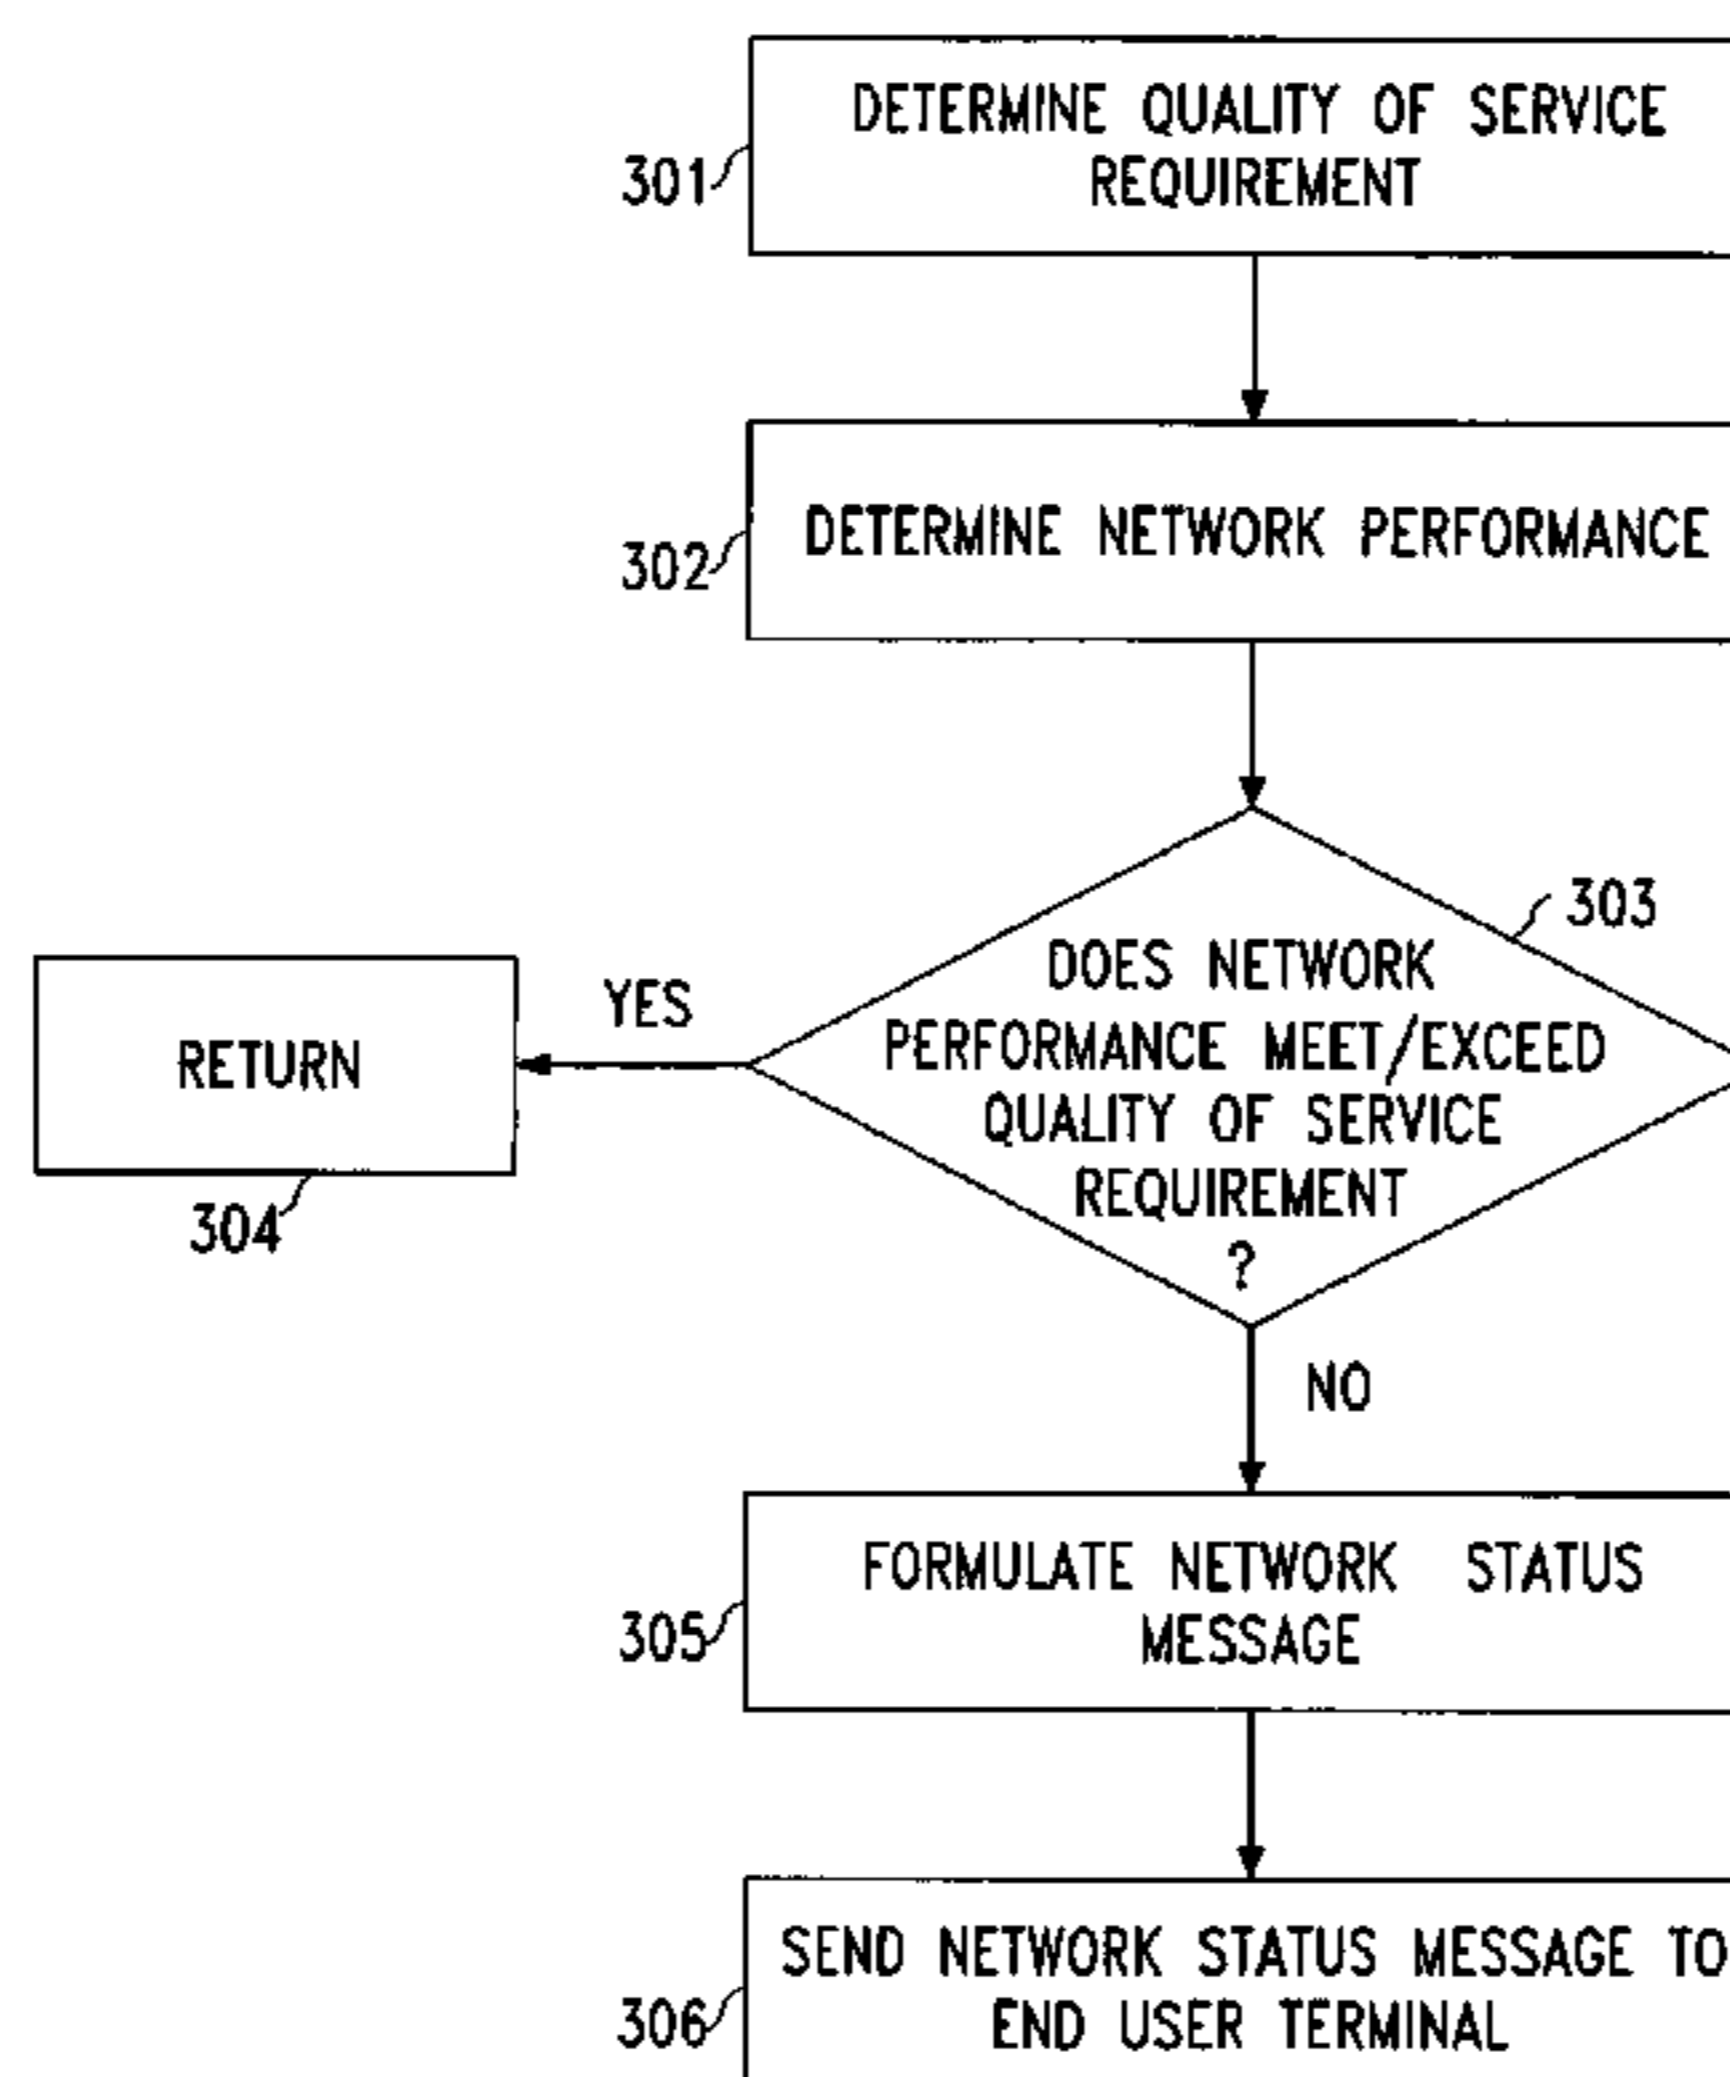 DETERMINE QUALITY OF SERVICE
REQUIREMENT
301
DETERMINE NETWORK PERFORMANCE
302
303
DOES NETWORK
PERFORMANCE MEET/EXCEED
QUALITY OF SERVICE
REQUIREMENT
?
YES
RETURN
304
NO
FORMULATE NETWORK STATUS
MESSAGE
305
SEND NETWORK STATUS MESSAGE TO
END USER TERMINAL
306